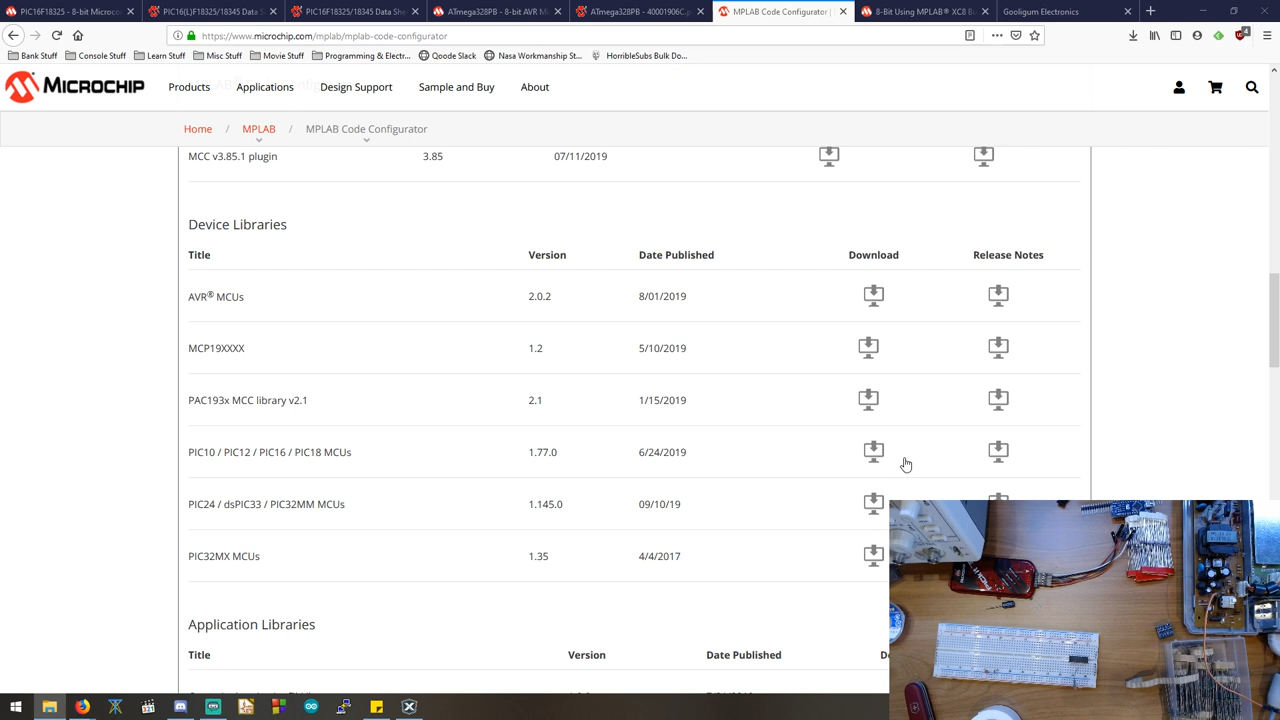 PIC16F18325 - 8-bit Microcon
PIC16(L)F18325/18345 Data S
PIC16F18325/18345 Data She
ATmega328PB - 8-bit AVR M
ATmega328PB - 40001906C.p
MPLAB Code Configurator |
8-Bit Using MPLAB® XC8 Bu
Gooligum Electronics
https://www.microchip.com/mplab/mplab-code-configurator
Bank Stuff
Console Stuff
Learn Stuff
Misc Stuff
Movie Stuff
Programming & Electr...
Qoode Slack
Nasa Workmanship St...
HorribleSubs Bulk Do...
MICROCHIP
Products
Applications
Design Support
Sample and Buy
About
Home / MPLAB / MPLAB Code Configurator
MCC v3.85.1 plugin 3.85 07/11/2019
Device Libraries
Title Version Date Published Download Release Notes
AVR® MCUs 2.0.2 8/01/2019
MCP19XXXX 1.2 5/10/2019
PAC193x MCC library v2.1 2.1 1/15/2019
PIC10 / PIC12 / PIC16 / PIC18 MCUs 1.77.0 6/24/2019
PIC24 / dsPIC33 / PIC32MM MCUs 1.145.0 09/10/19
PIC32MX MCUs 1.35 4/4/2017
Application Libraries
Title Version Date Published